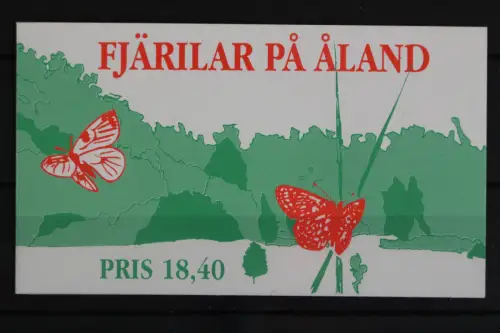 FJÄRILAR PÅ ÅLAND
PRIS 18,40